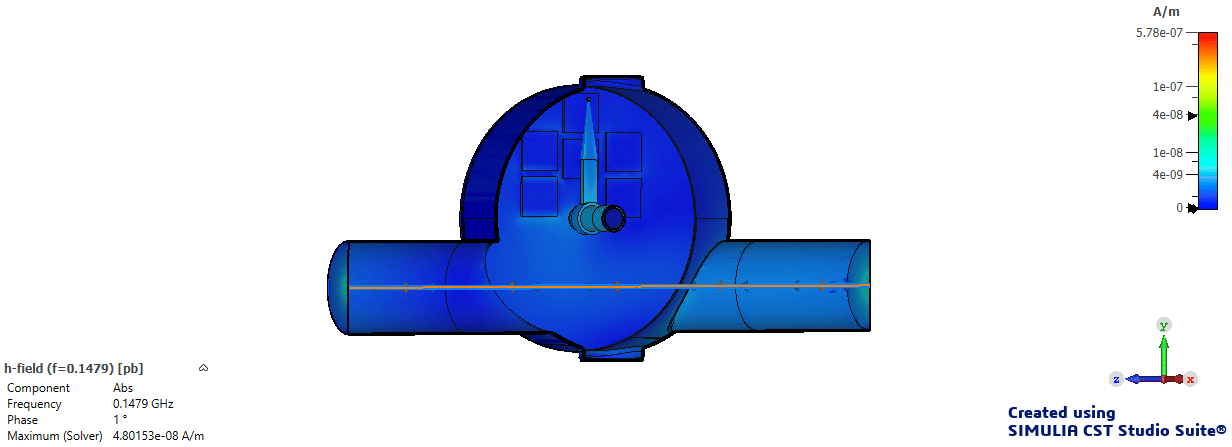 A/m
5.78e-07
1e-07
4e-08
1e-08
4e-09
0
y
z
x
h-field (f=0.1479) [pb]
Component Abs
Frequency 0.1479 GHz
Phase 1 °
Maximum (Solver) 4.80153e-08 A/m
Created using
SIMULIA CST Studio Suite®